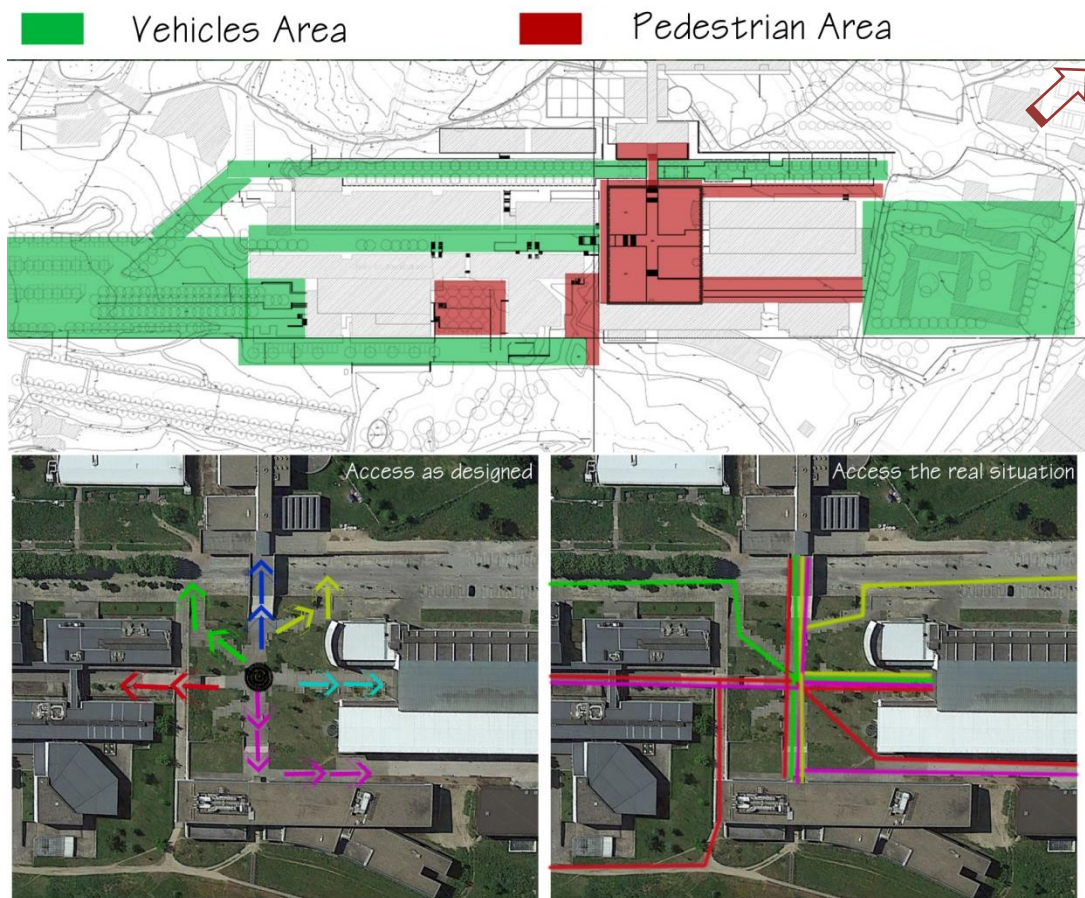 Vehicles Area
Pedestrian Area
Access as designed
Access the real situation